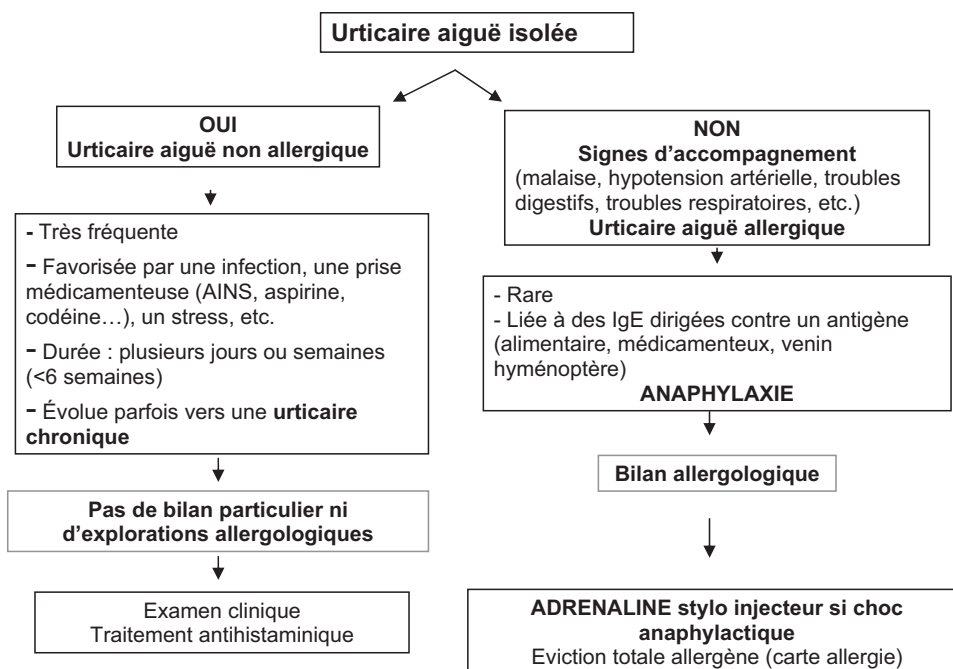 Urticaire aiguë isolée
OUI
Urticaire aiguë non allergique
- Très fréquente
- Favorisée par une infection, une prise
médicamenteuse (AINS, aspirine,
codéine…), un stress, etc.
- Durée : plusieurs jours ou semaines
(<6 semaines)
- Évolue parfois vers une urticaire
chronique
Pas de bilan particulier ni
d’explorations allergologiques
Examen clinique
Traitement antihistaminique
NON
Signes d’accompagnement
(malaise, hypotension artérielle, troubles
digestifs, troubles respiratoires, etc.)
Urticaire aiguë allergique
- Rare
- Liée à des IgE dirigées contre un antigène
(alimentaire, médicamenteux, venin
hyménoptère)
ANAPHYLAXIE
Bilan allergologique
ADRENALINE stylo injecteur si choc
anaphylactique
Eviction totale allergène (carte allergie)